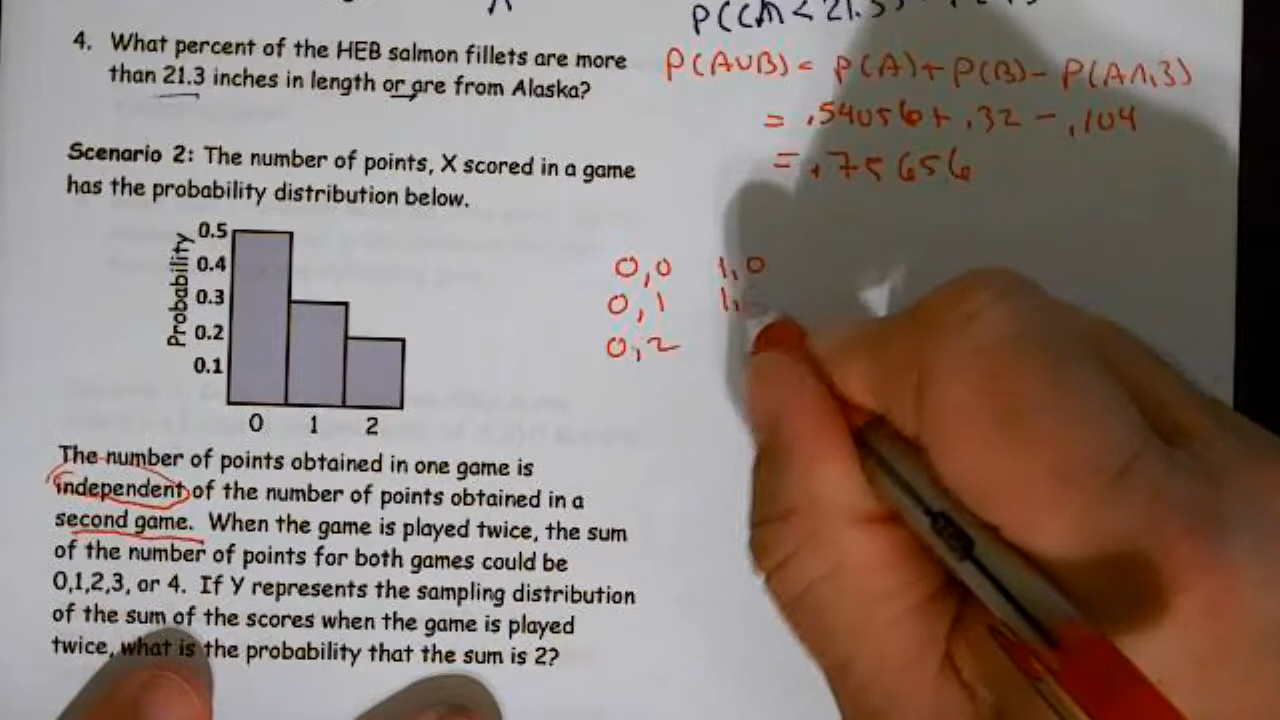 P(CM < 21.3)
4. What percent of the HEB salmon fillets are more
than 21.3 inches in length or are from Alaska?
P(A∪B) = P(A) + P(B) - P(A∩B)
= .54056 + .32 - .104
= .75656
Scenario 2: The number of points, X scored in a game
has the probability distribution below.
Probability
0.5
0.4
0.3
0.2
0.1
0 1 2
0,0 1,0
0,1 1,
0,2
The number of points obtained in one game is
independent of the number of points obtained in a
second game. When the game is played twice, the sum
of the number of points for both games could be
0,1,2,3, or 4. If Y represents the sampling distribution
of the sum of the scores when the game is played
twice, what is the probability that the sum is 2?